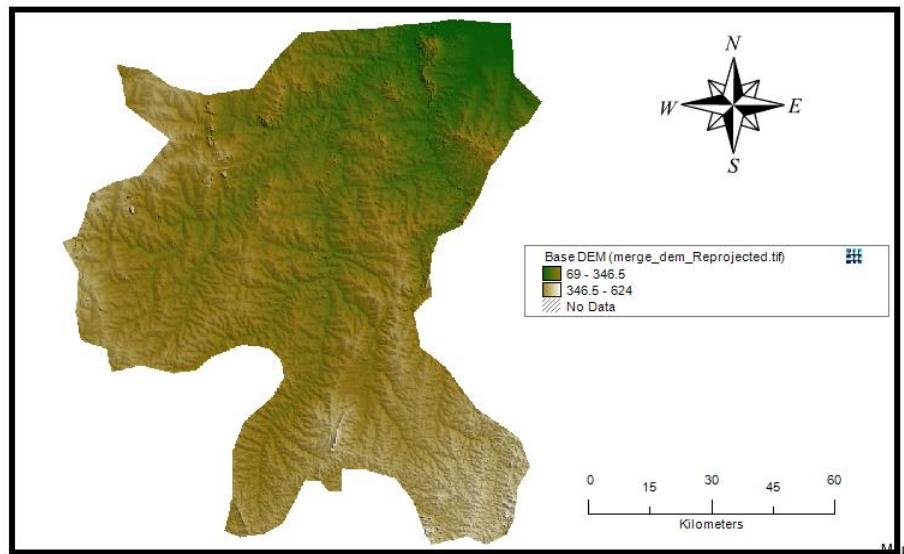 N
W E
S
Base DEM (merge_dem_Reprojected.tif)
69 - 346.5
346.5 - 624
No Data
0 30 60
15 45
Kilometers